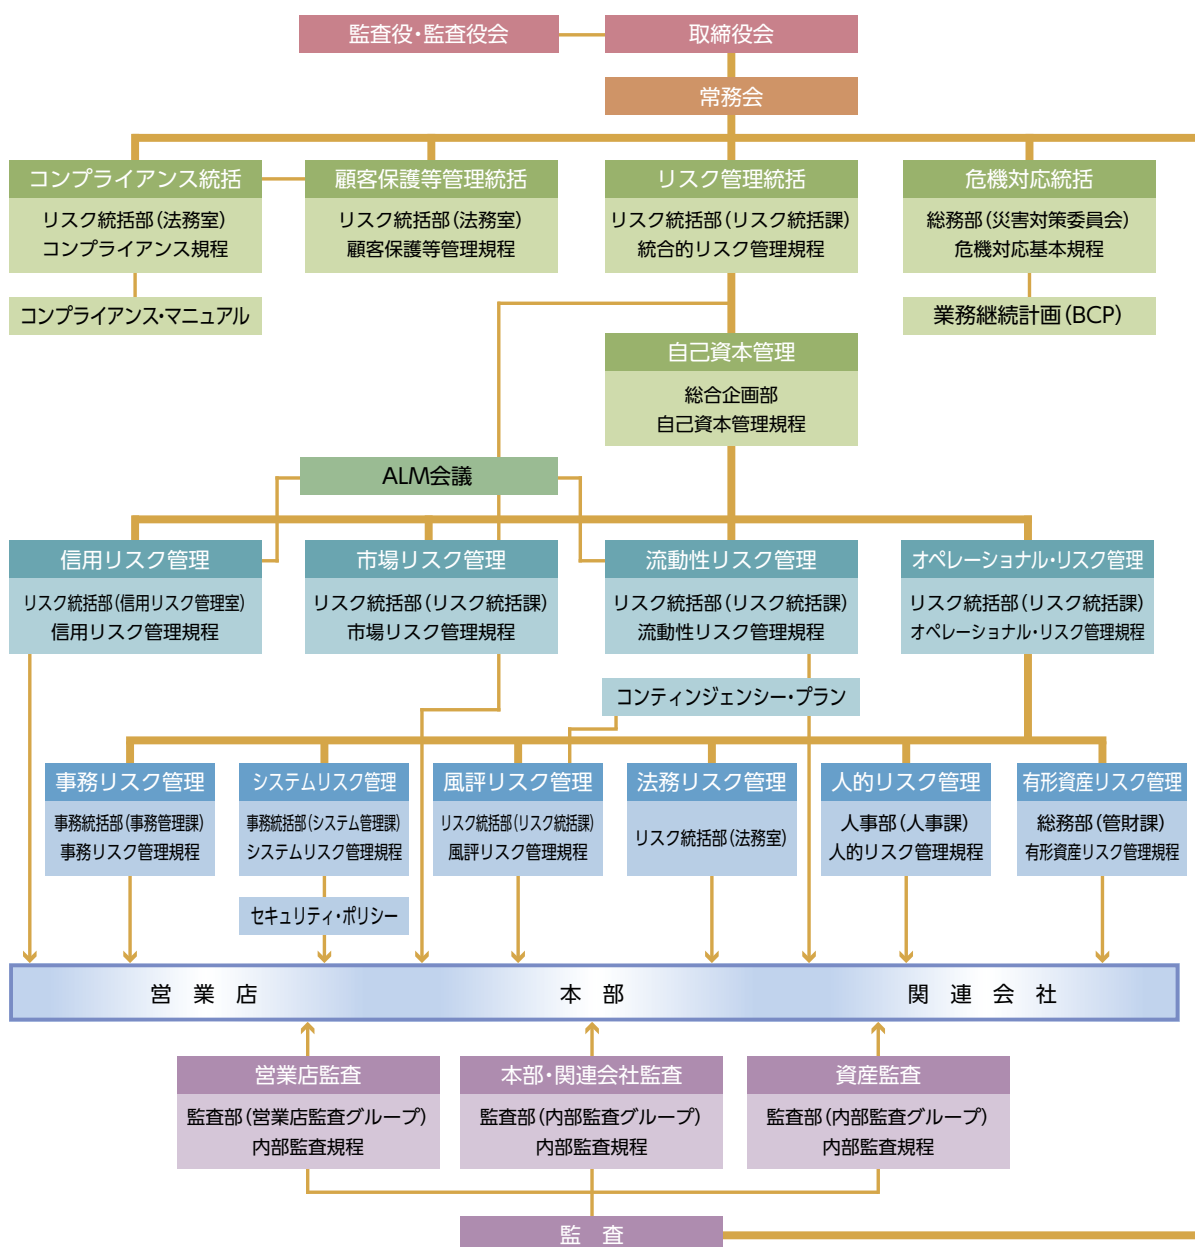 監査役・監査役会
取締役会
常務会
コンプライアンス統括
リスク統括部(法務室)
コンプライアンス規程
コンプライアンス・マニュアル
顧客保護等管理統括
リスク統括部(法務室)
顧客保護等管理規程
リスク管理統括
リスク統括部(リスク統括課)
統合的リスク管理規程
危機対応統括
総務部(災害対策委員会)
危機対応基本規程
業務継続計画(BCP)
自己資本管理
総合企画部
自己資本管理規程
ALM会議
信用リスク管理
リスク統括部(信用リスク管理室)
信用リスク管理規程
市場リスク管理
リスク統括部(リスク統括課)
市場リスク管理規程
流動性リスク管理
リスク統括部(リスク統括課)
流動性リスク管理規程
オペレーショナル・リスク管理
リスク統括部(リスク統括課)
オペレーショナル・リスク管理規程
コンティンジェンシー・プラン
事務リスク管理
事務統括部(事務管理課)
事務リスク管理規程
システムリスク管理
事務統括部(システム管理課)
システムリスク管理規程
セキュリティ・ポリシー
風評リスク管理
リスク統括部(リスク統括課)
風評リスク管理規程
法務リスク管理
リスク統括部(法務室)
人的リスク管理
人事部(人事課)
人的リスク管理規程
有形資産リスク管理
総務部(管財課)
有形資産リスク管理規程
営業店
本部
関連会社
営業店監査
監査部(営業店監査グループ)
内部監査規程
本部・関連会社監査
監査部(内部監査グループ)
内部監査規程
資産監査
監査部(内部監査グループ)
内部監査規程
監査